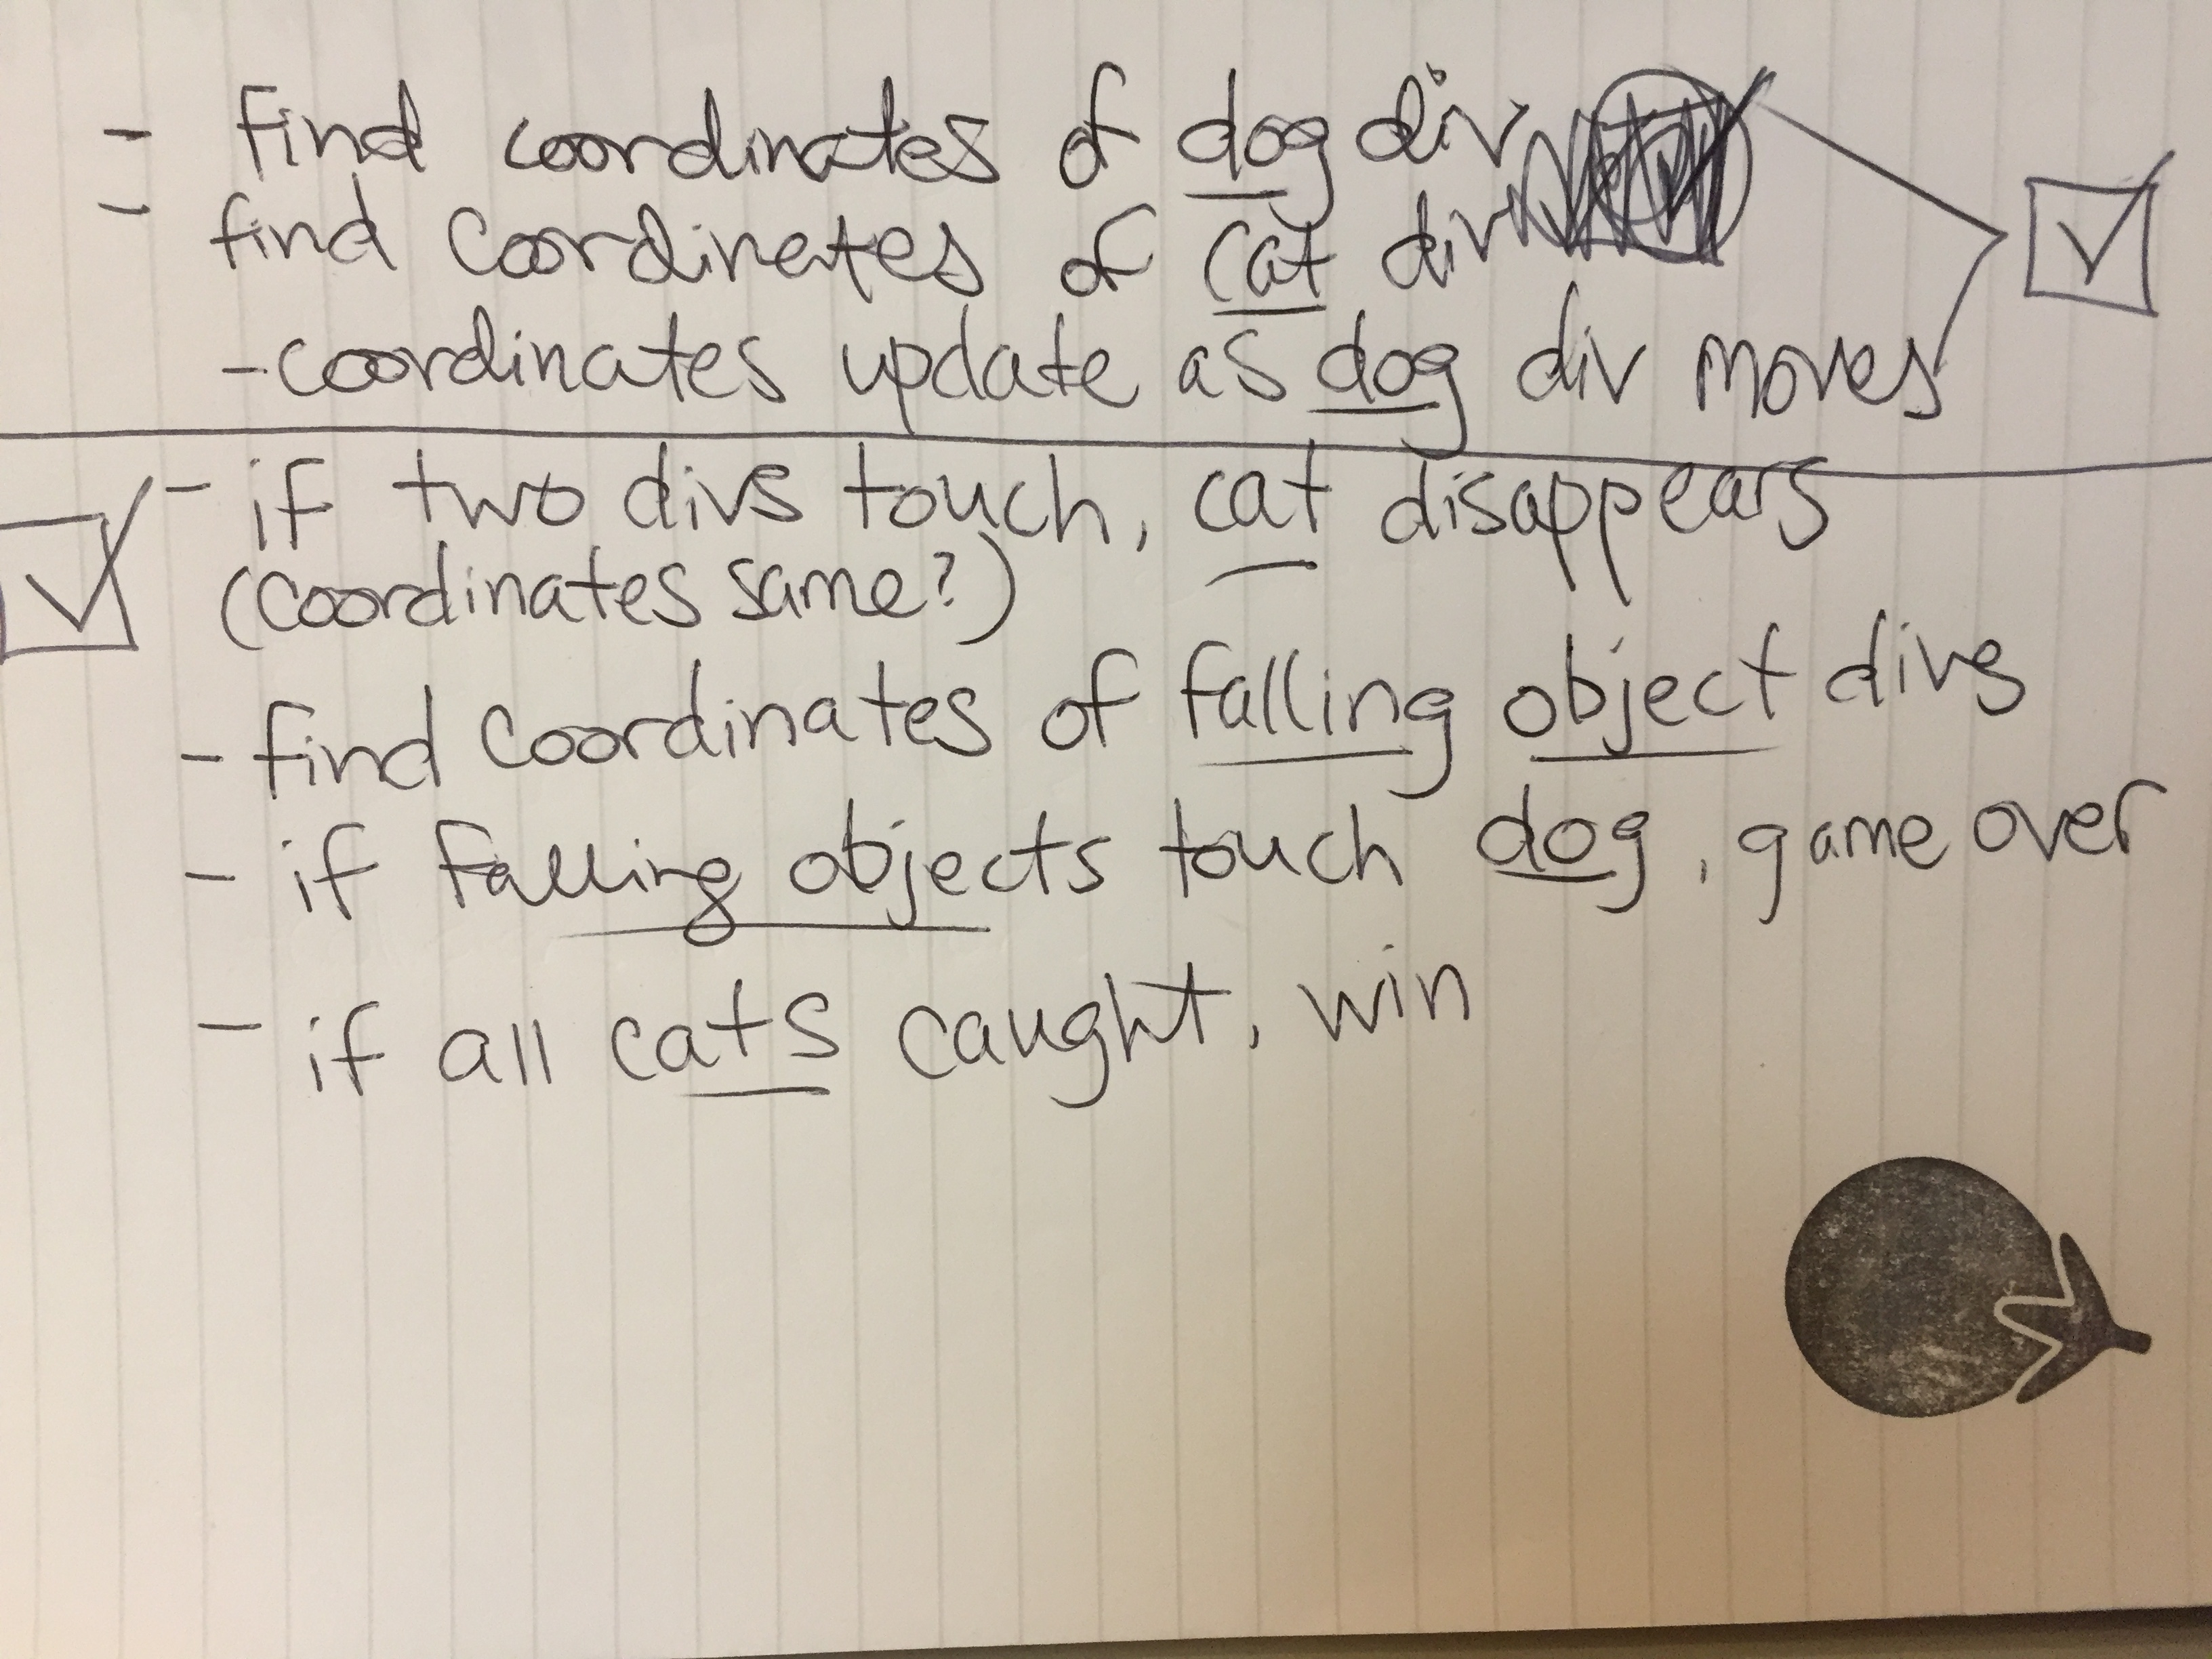 - find coordinates of dog div
- find coordinates of cat div
- coordinates update as dog div moves
- if two divs touch, cat disappears
(coordinates same?)
- find coordinates of falling object divs
- if falling objects touch dog, game over
- if all cats caught, win